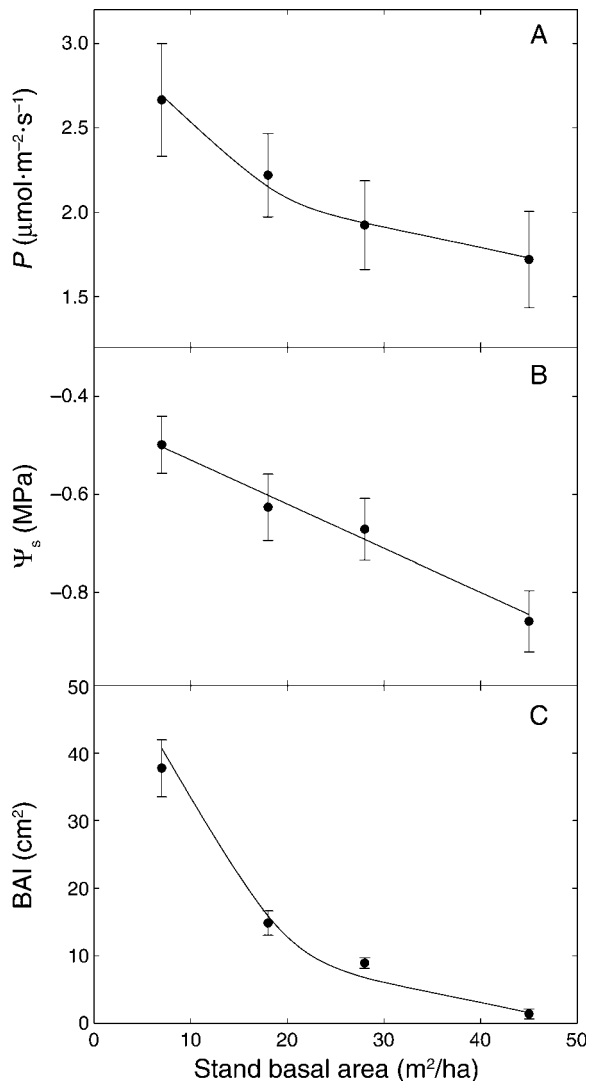 A
3.0
2.5
2.0
1.5
P (μmol·m⁻²·s⁻¹)
B
−0.4
−0.6
−0.8
Ψs (MPa)
C
50
40
30
20
10
0
BAI (cm²)
0 10 20 30 40 50
Stand basal area (m²/ha)